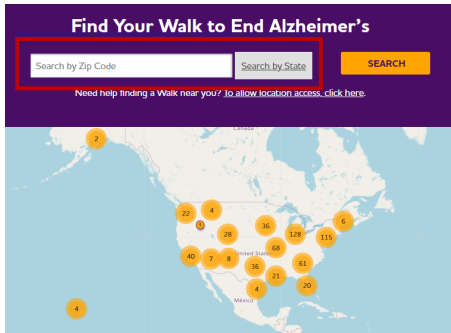 Find Your Walk to End Alzheimer's
Search by Zip Code
Search by State
SEARCH
Need help finding a Walk near you? To allow location access, click here.
Canada
2
22
4
1
28
36
128
6
115
68
United States
40
7
8
36
61
21
20
4
México
4